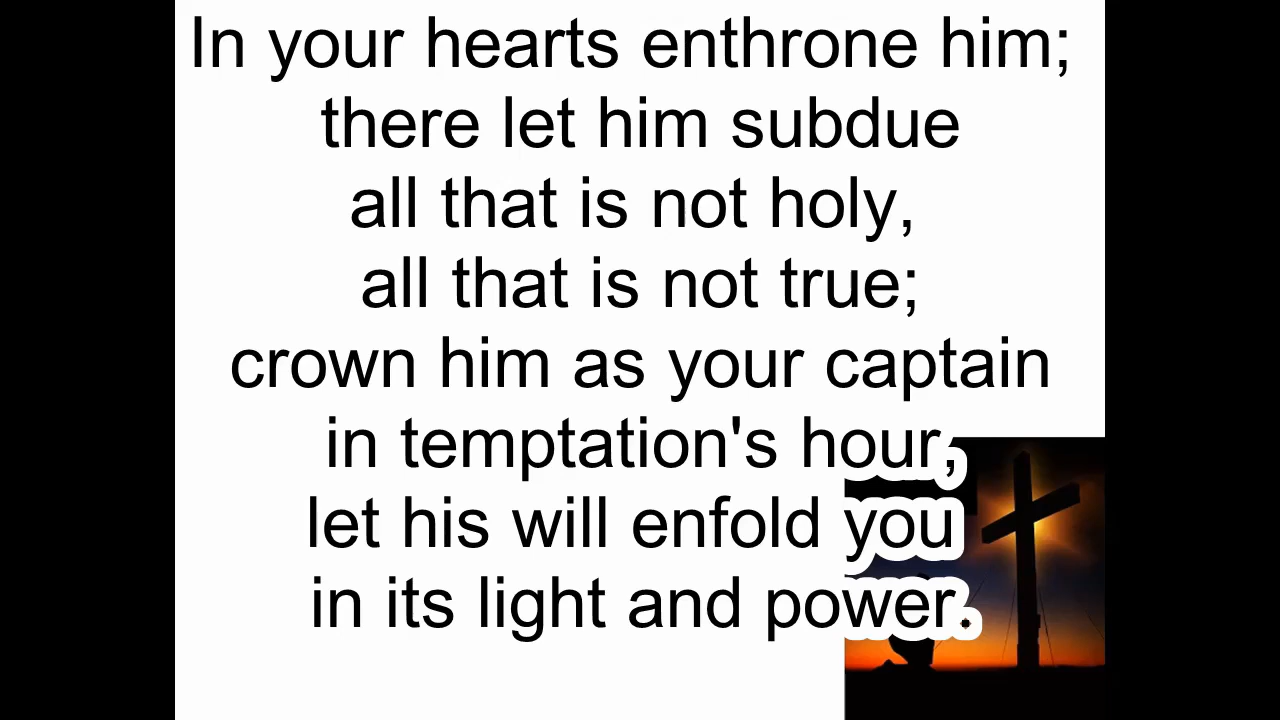 In your hearts enthrone him;
there let him subdue
all that is not holy,
all that is not true;
crown him as your captain
in temptation's hour,
let his will enfold you
in its light and power.